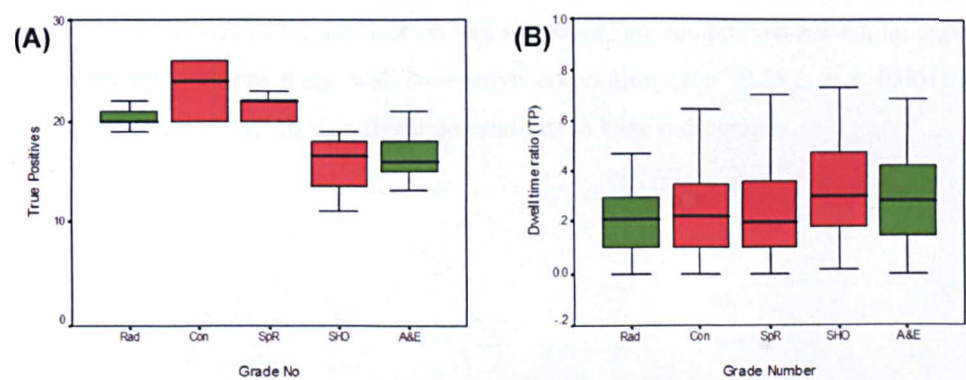 (A)
30
20
10
0
True Positives
Rad Con SpR SHO A&E
Grade No
(B)
1.0
.8
.6
.4
.2
0.0
-.2
Dwell time ratio (TP)
Rad Con SpR SHO A&E
Grade Number